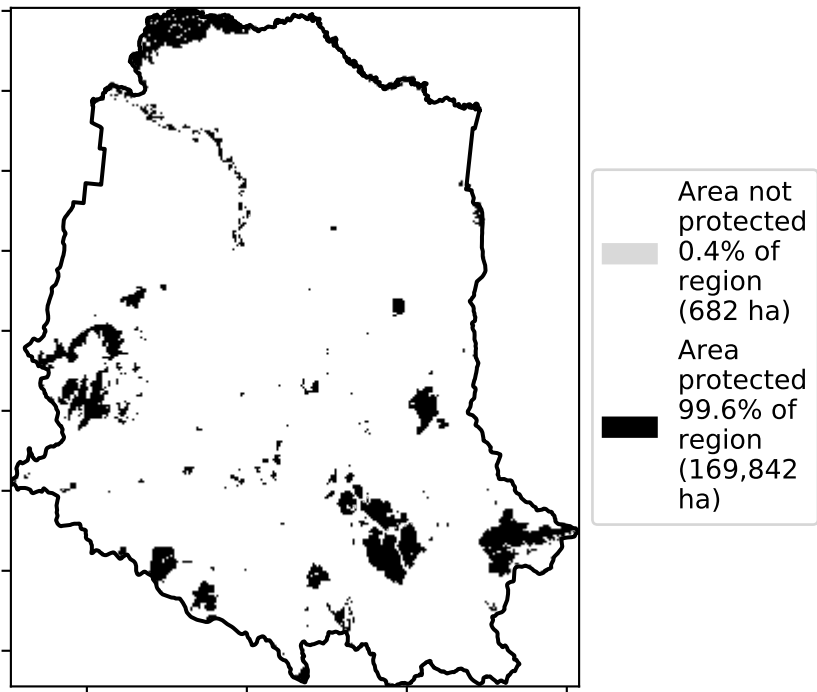 Area not
protected
0.4% of
region
(682 ha)
Area
protected
99.6% of
region
(169,842
ha)